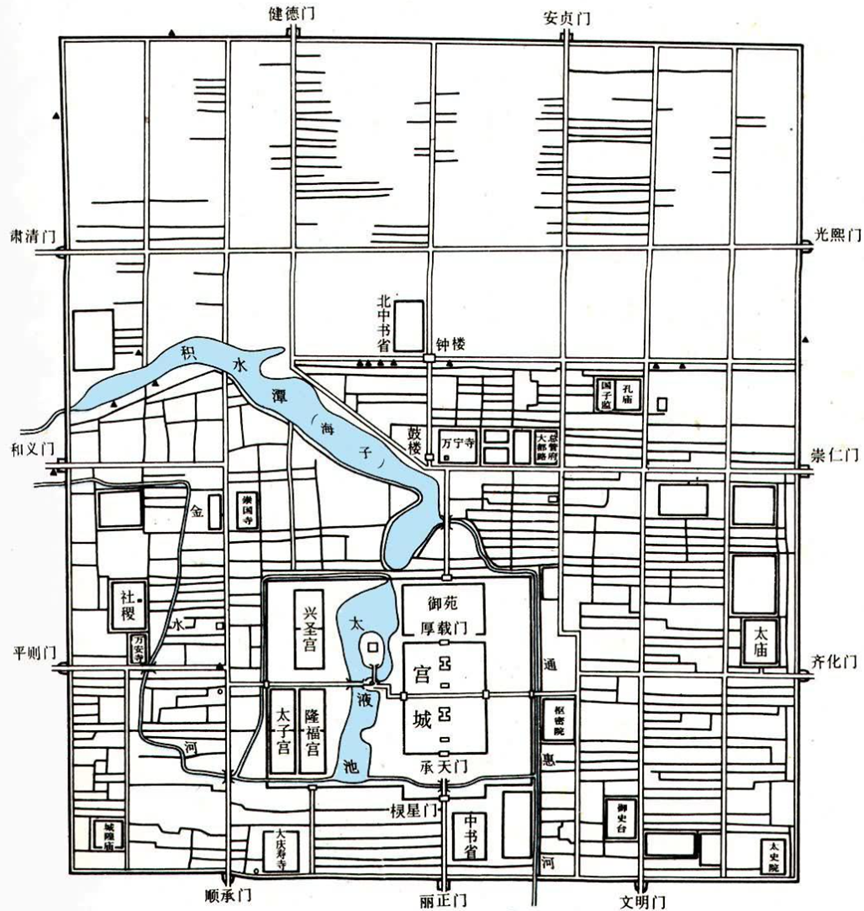 健德门
安贞门
肃清门
光熙门
北中书省
钟楼
积水潭
（海子）
国子监
孔庙
鼓楼
万宁寺
大都路
总管府
和义门
崇仁门
金水河
崇国寺
社稷
万安寺
兴圣宫
太液池
御苑
厚载门
宫城
通惠河
太庙
平则门
齐化门
太子宫
隆福宫
枢密院
承天门
棂星门
中书省
御史台
城隍庙
大庆寿寺
太史院
顺承门
丽正门
文明门